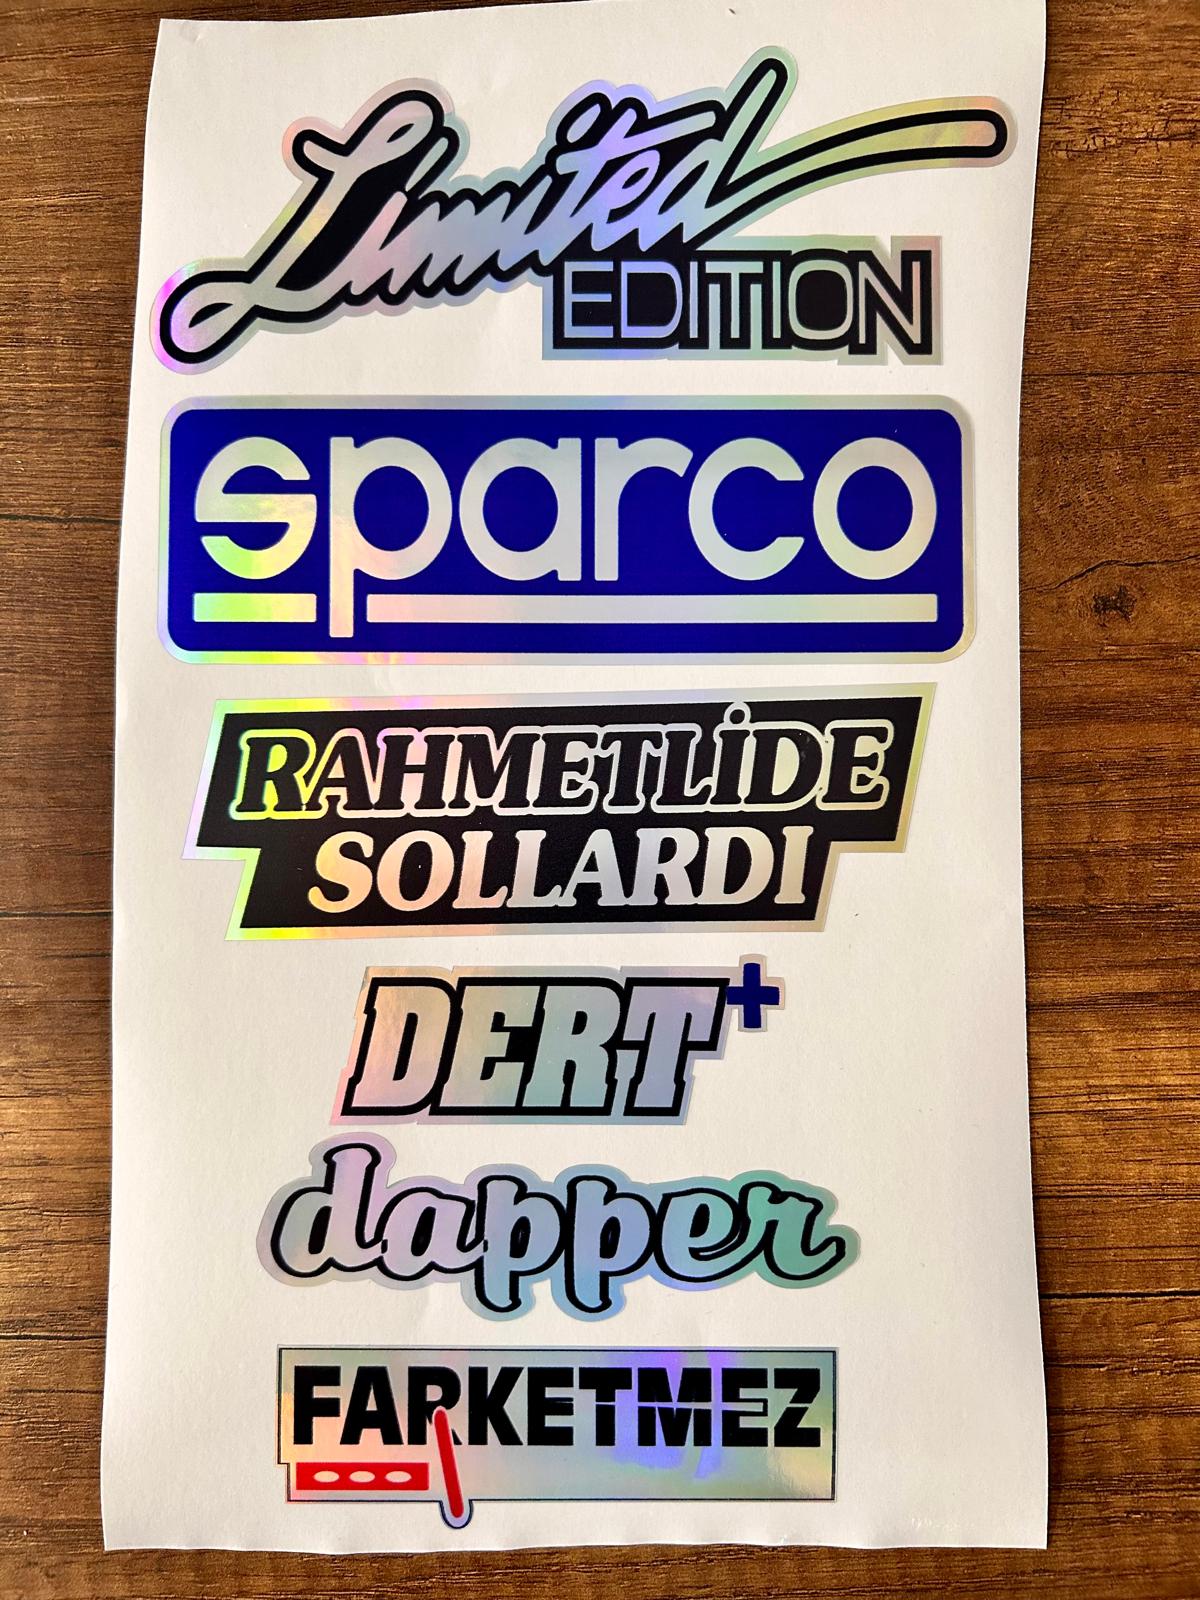 Limited
EDITION
sparco
RAHMETLİDE
SOLLARDI
DERT+
dapper
FARKETMEZ